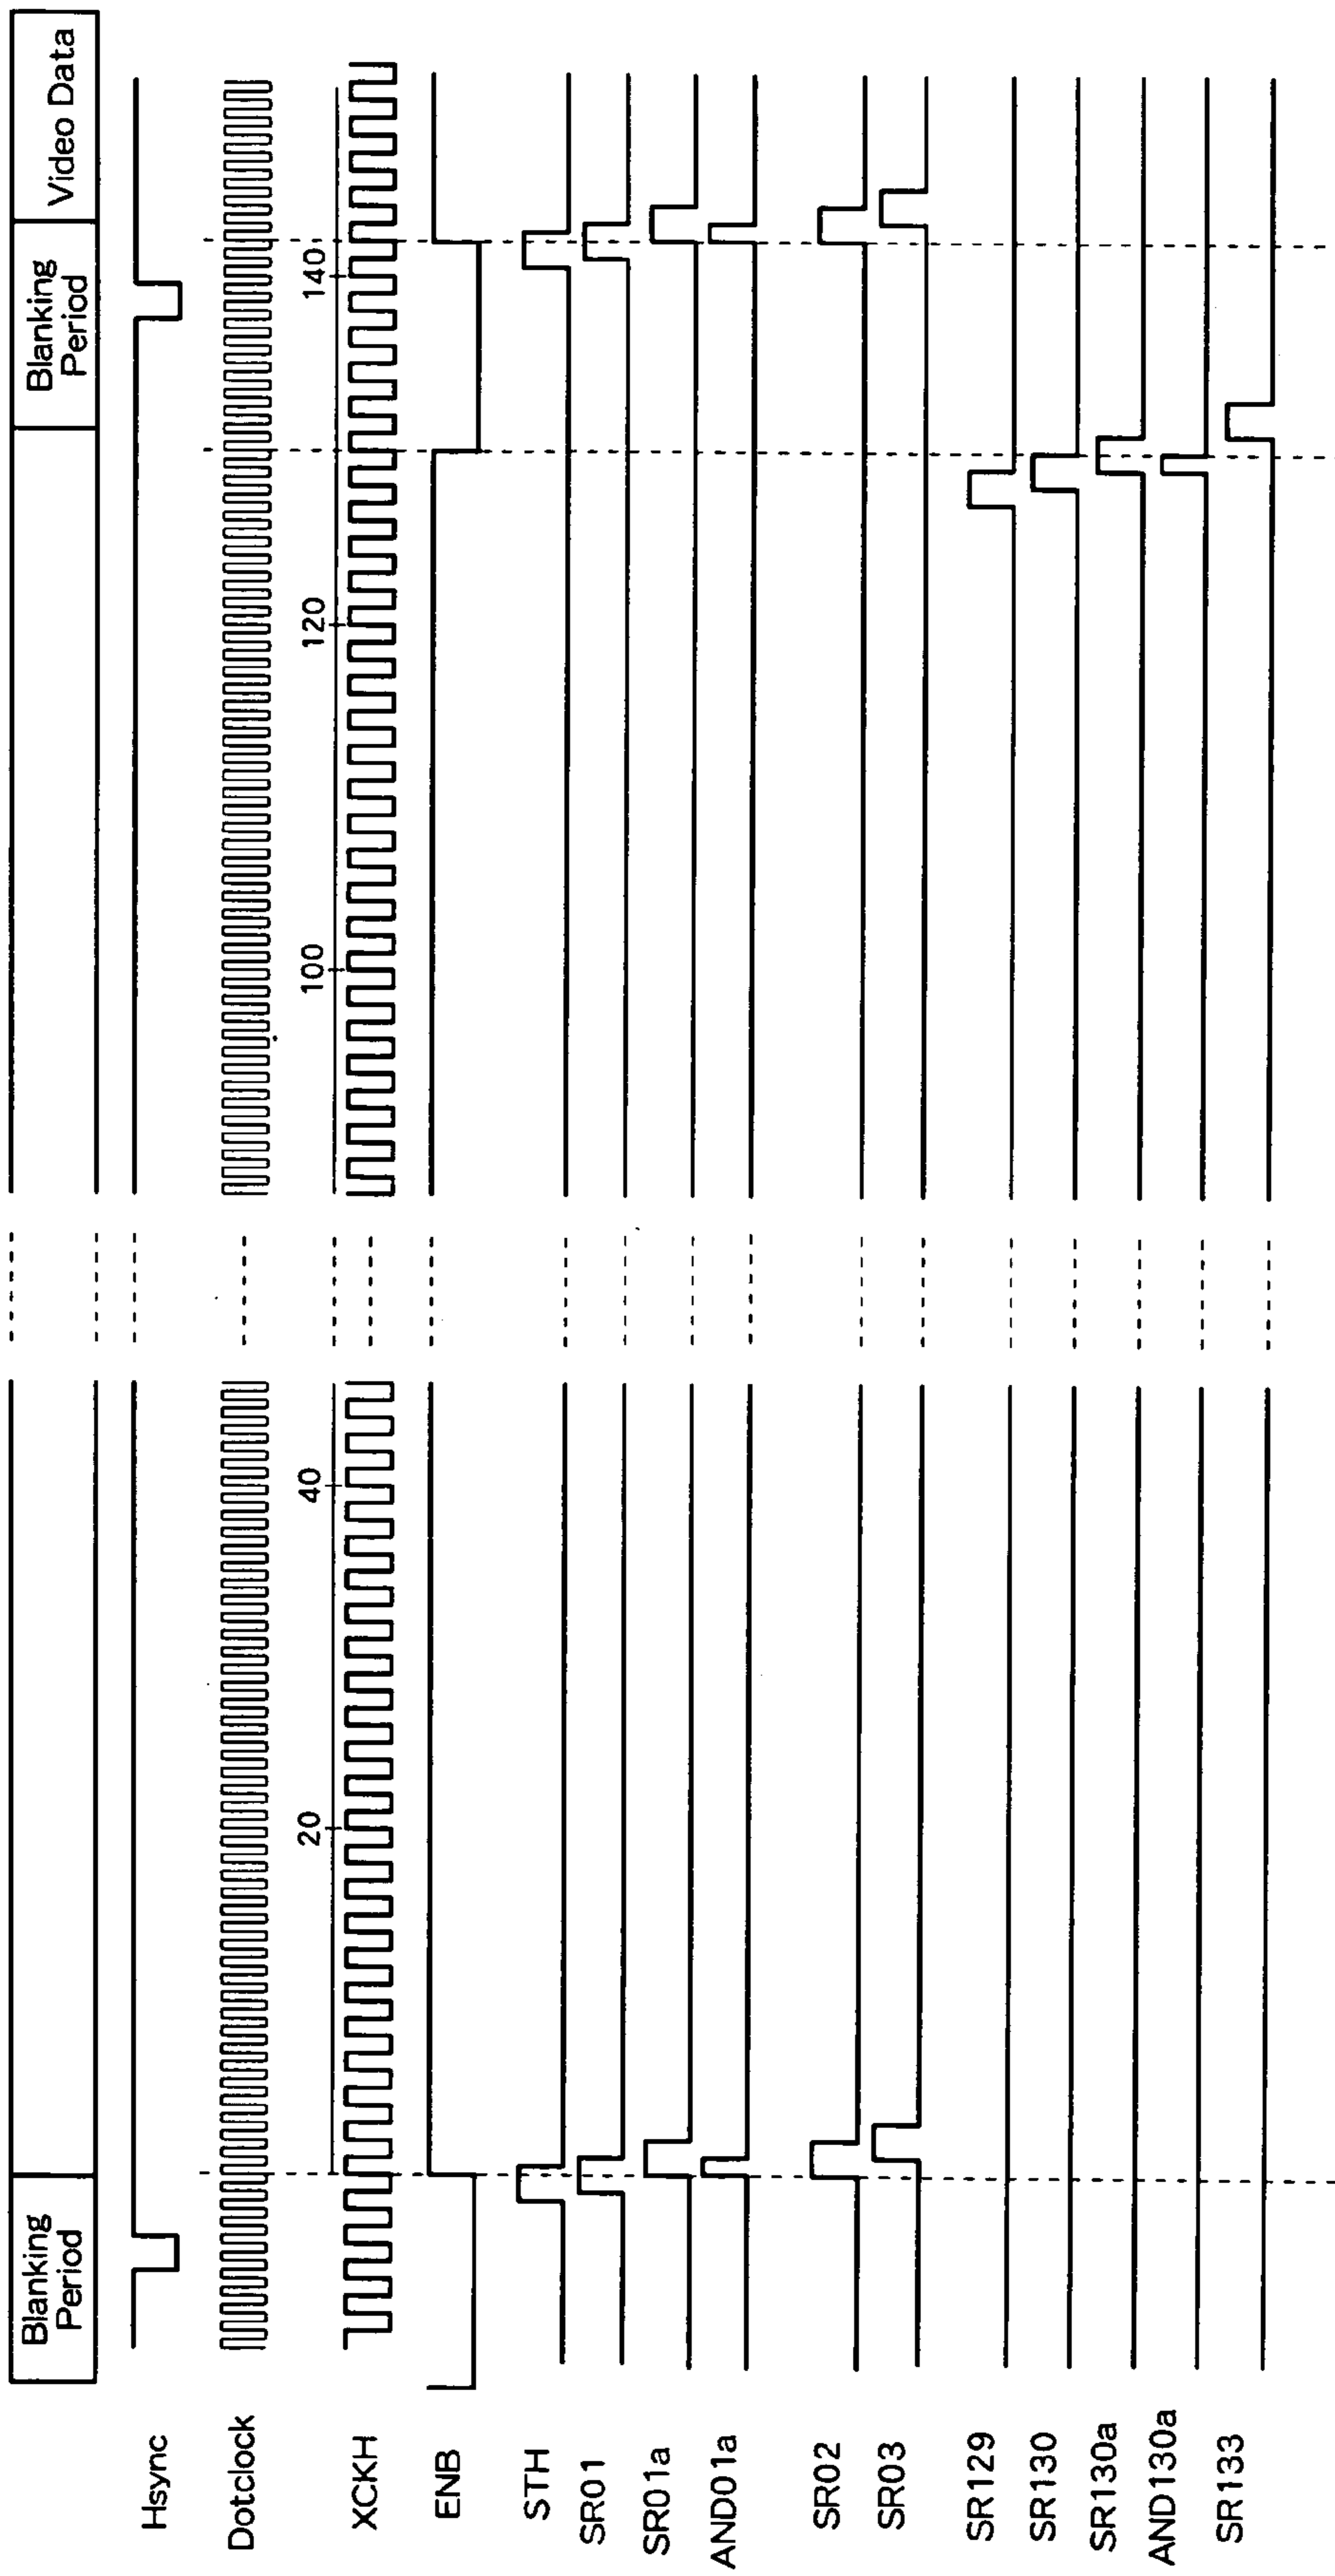 Blanking
Period
Blanking
Period
Video Data
Hsync
Dotclock
20
40
100
120
140
XCKH
ENB
STH
SR01
SR01a
AND01a
SR02
SR03
SR129
SR130
SR130a
AND130a
SR133